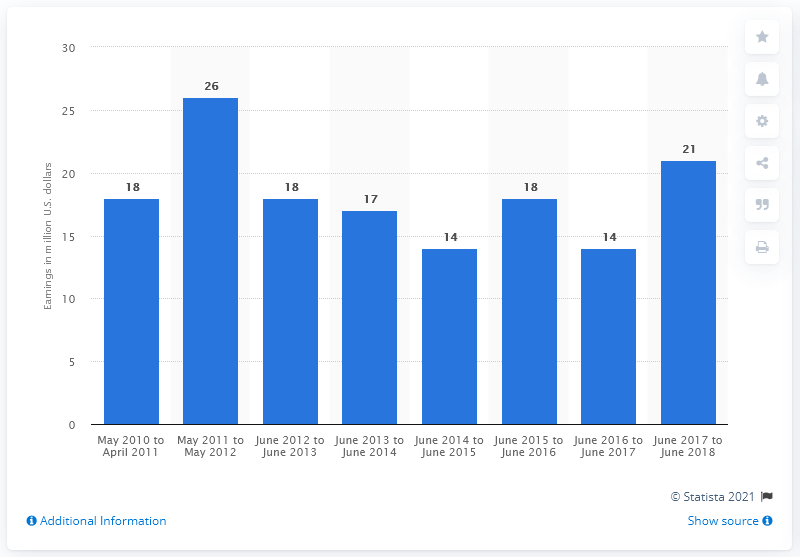 30
25
20
15
10
5
0
Earnings in million U.S. dollars
18
26
18
17
14
18
14
21
May 2010 to
April 2011
May 2011 to
May 2012
June 2012 to
June 2013
June 2013 to
June 2014
June 2014 to
June 2015
June 2015 to
June 2016
June 2016 to
June 2017
June 2017 to
June 2018
© Statista 2021
Additional Information
Show source